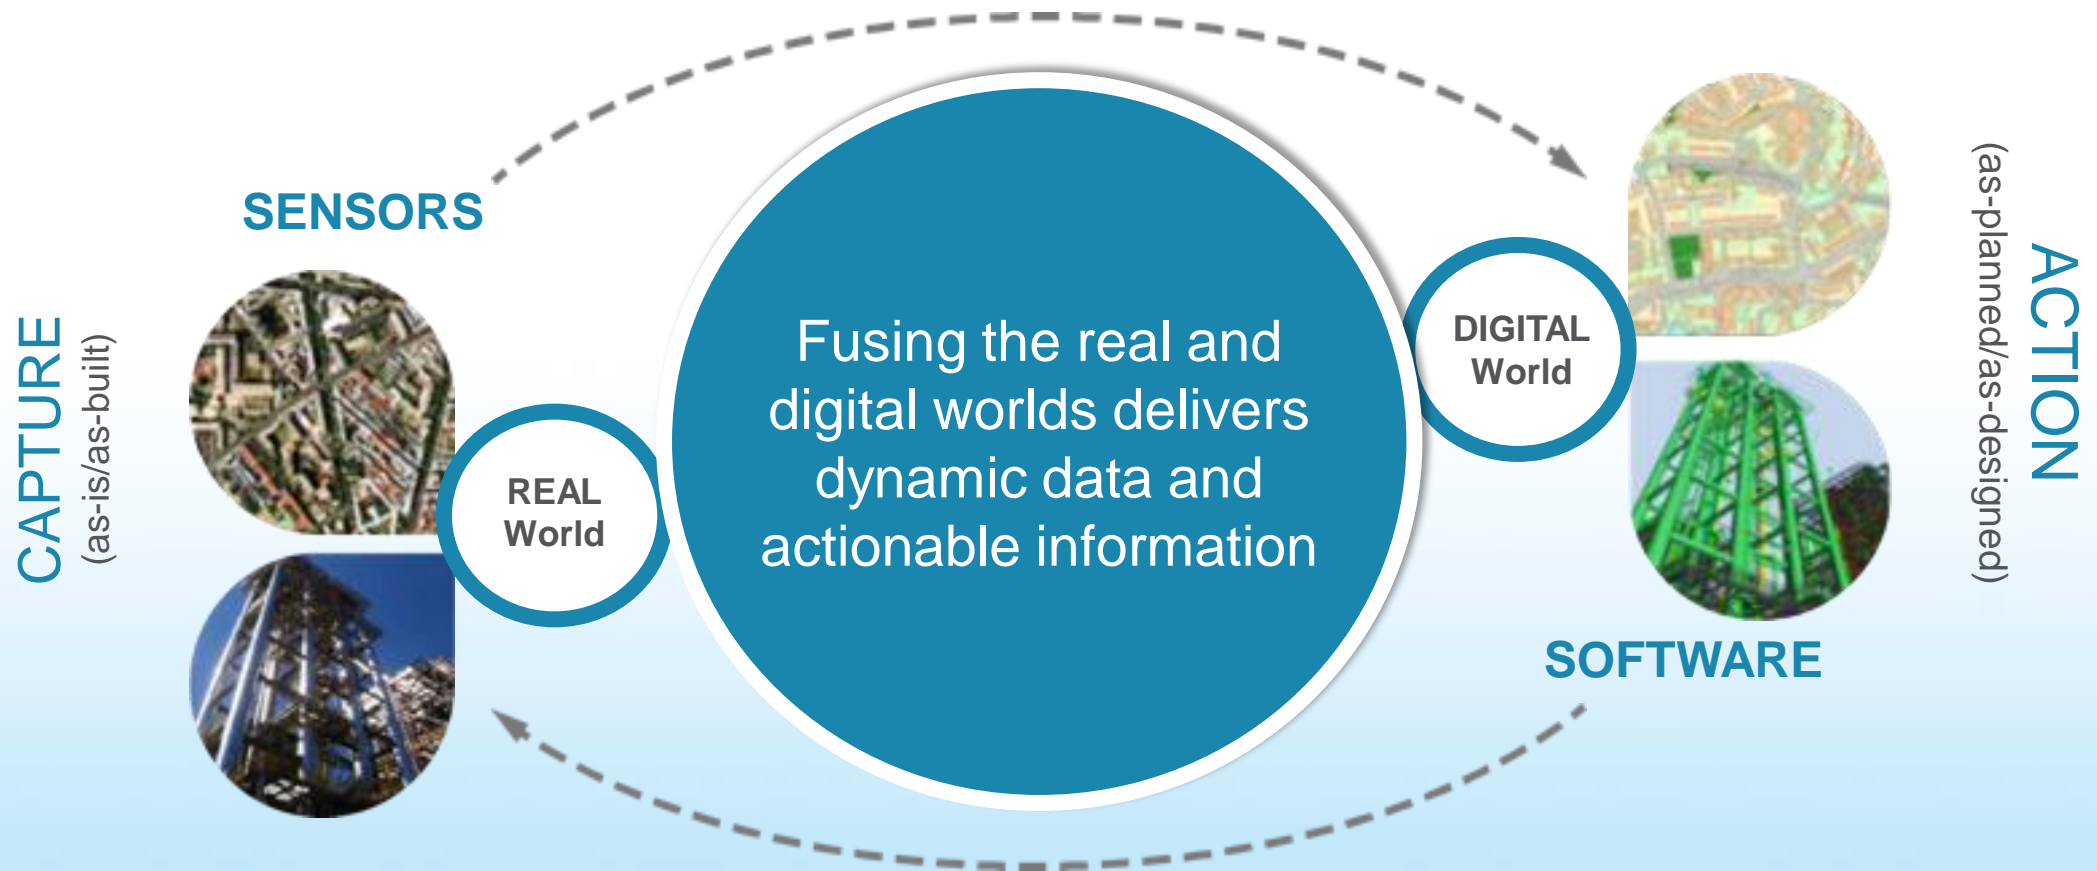 CAPTURE
(as-is/as-built)
SENSORS
REAL
World
Fusing the real and
digital worlds delivers
dynamic data and
actionable information
DIGITAL
World
SOFTWARE
ACTION
(as-planned/as-designed)